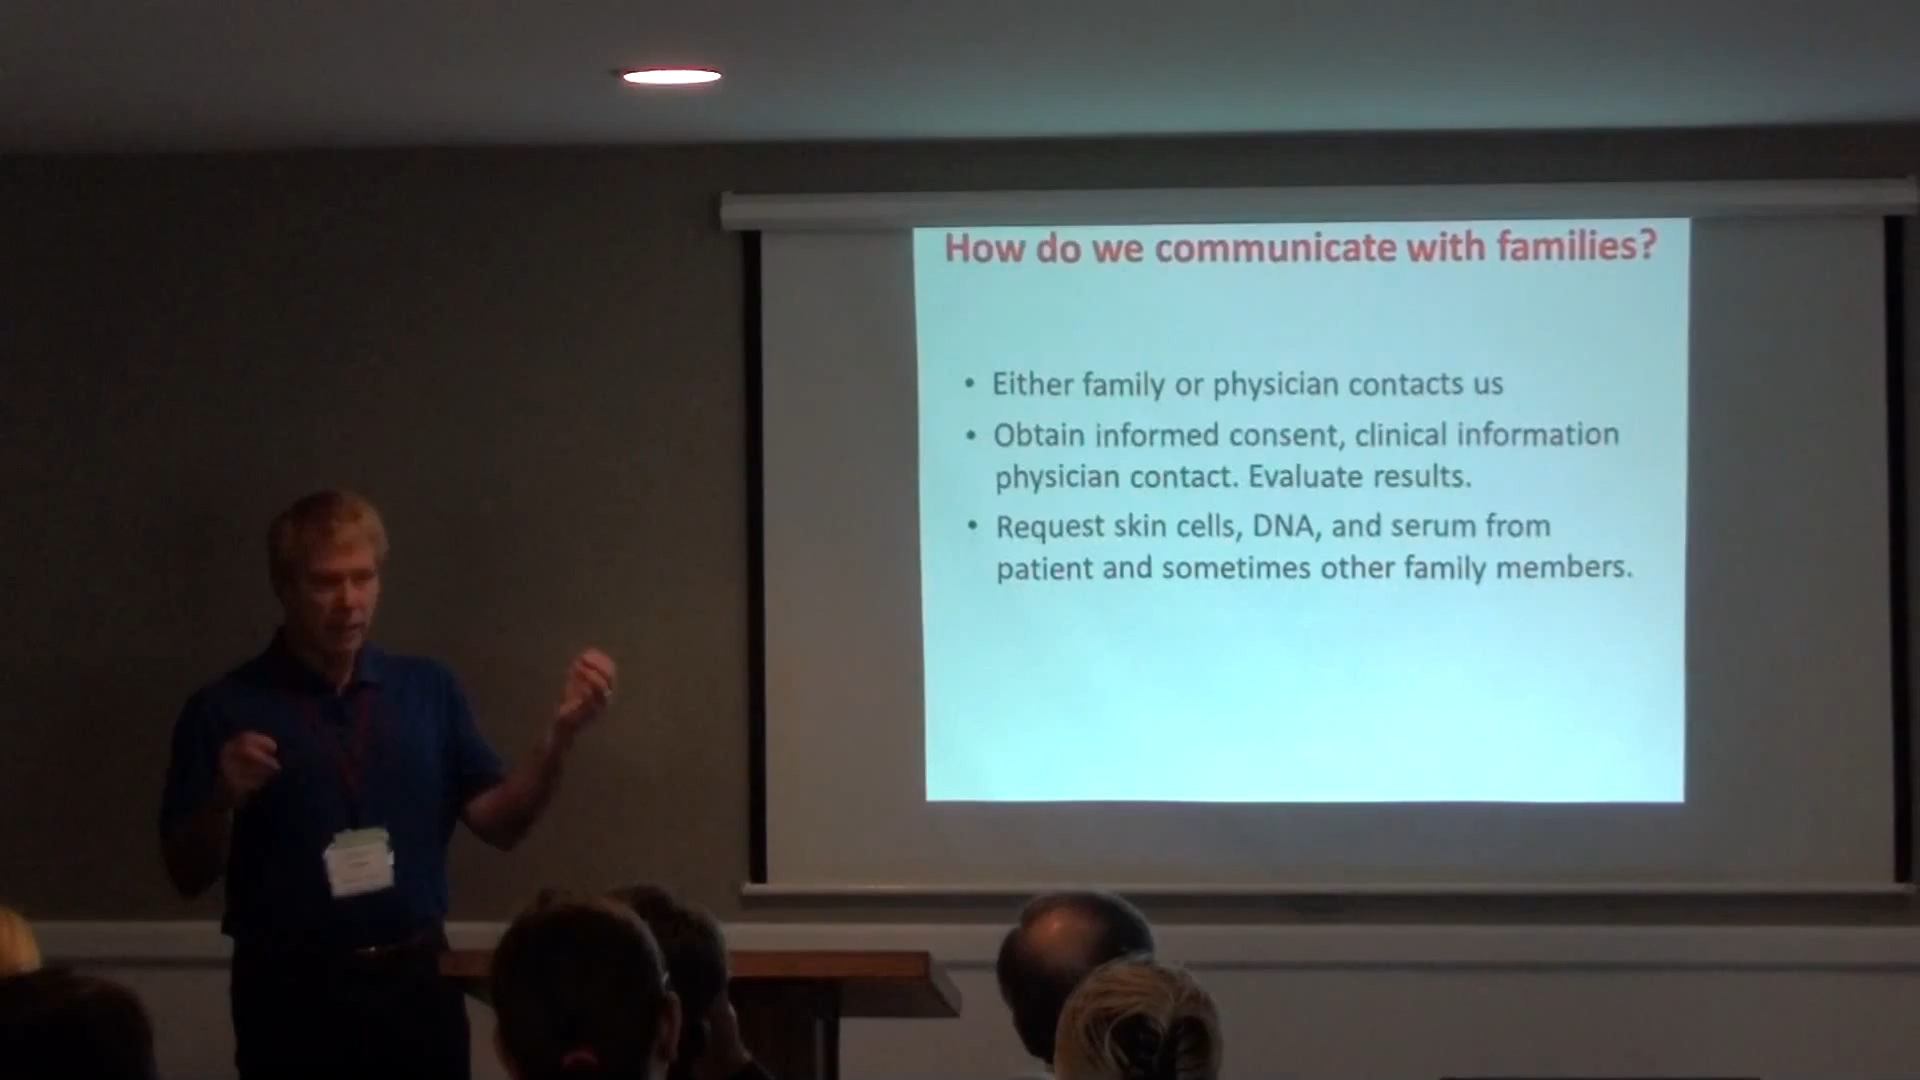 How do we communicate with families?
• Either family or physician contacts us
• Obtain informed consent, clinical information
physician contact. Evaluate results.
• Request skin cells, DNA, and serum from
patient and sometimes other family members.